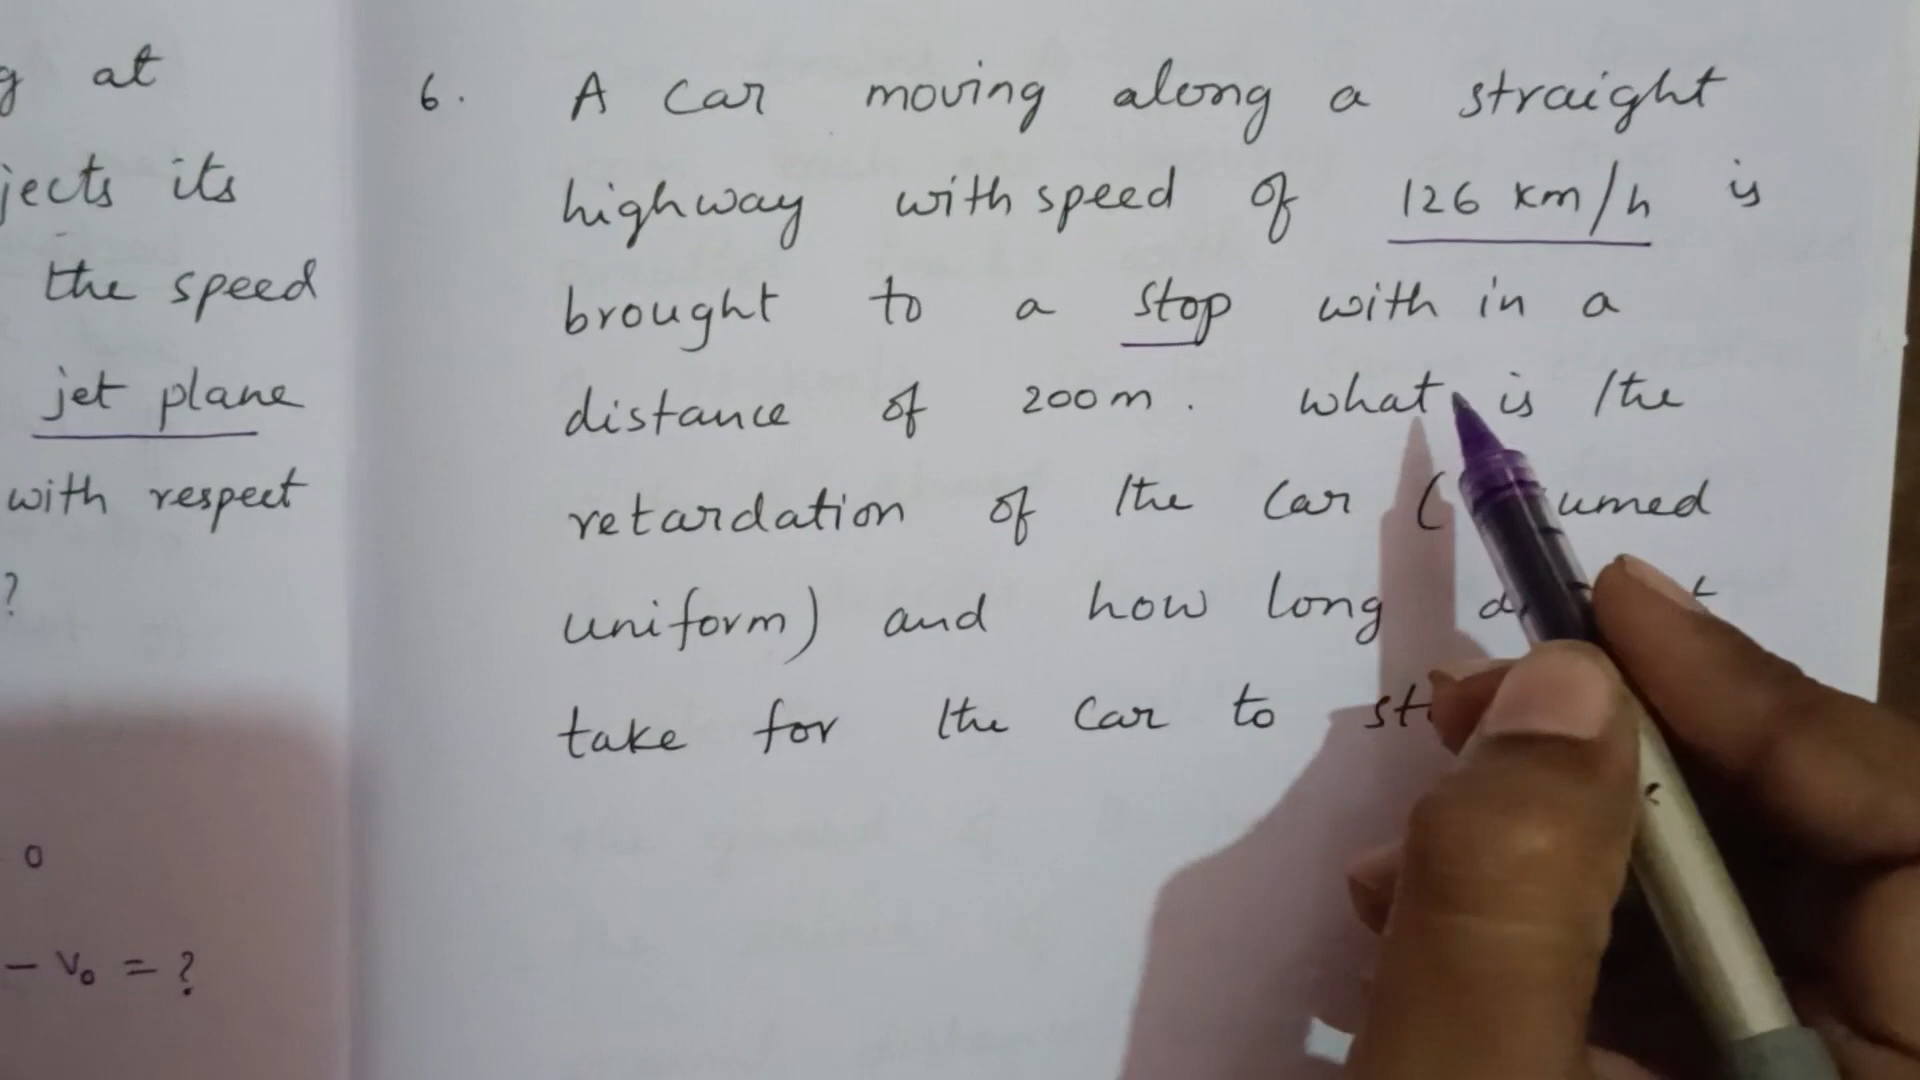 g at
jects its
the speed
jet plane
with respect
?
0
- V₀ = ?
6. A car moving along a straight
highway with speed of 126 km/h is
brought to a stop with in a
distance of 200m. what is the
retardation of the car (
uniform) and how long
take for the car to